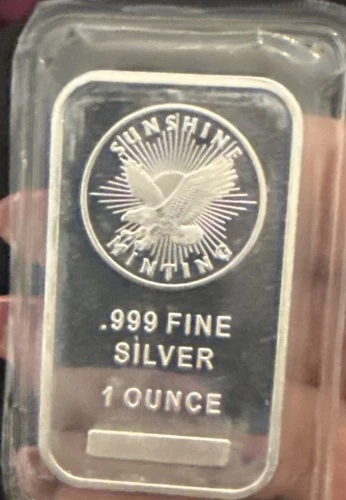 SUNSHINE
MINTING
.999 FINE
SILVER
1 OUNCE